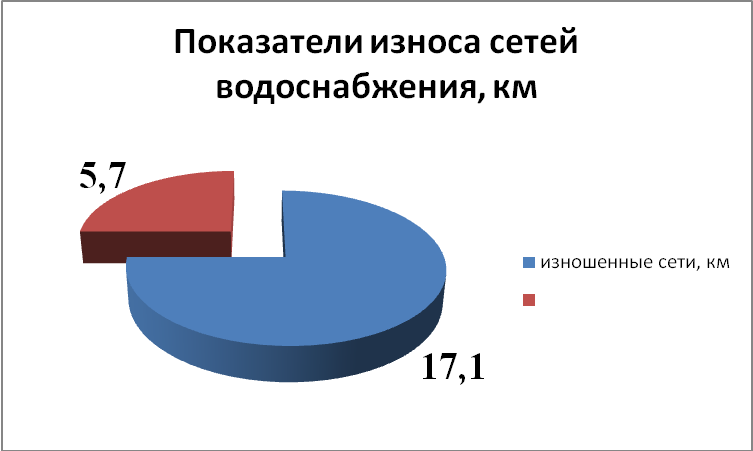 Показатели износа сетей
водоснабжения, км
5,7
изношенные сети, км
17,1